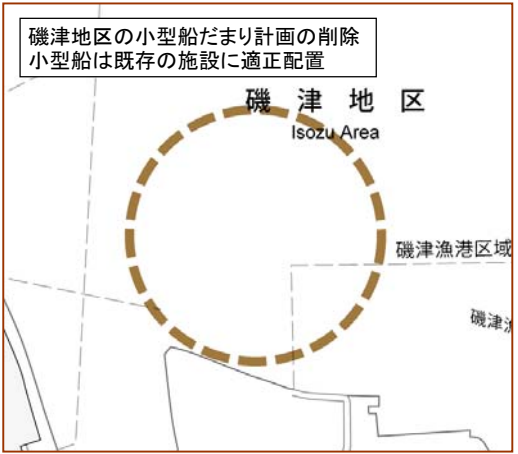 磯津地区の小型船だまり計画の削除
小型船は既存の施設に適正配置
磯津地区
Isozu Area
磯津漁港区域
磯津